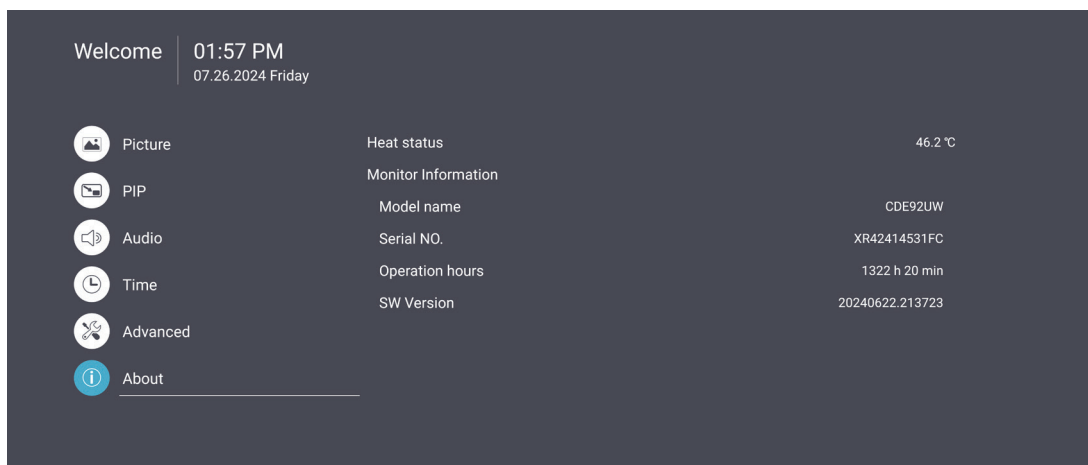 Welcome
01:57 PM
07.26.2024 Friday
Picture
PIP
Audio
Time
Advanced
About
Heat status 46.2 ℃
Monitor Information
Model name CDE92UW
Serial NO. XR42414531FC
Operation hours 1322 h 20 min
SW Version 20240622.213723